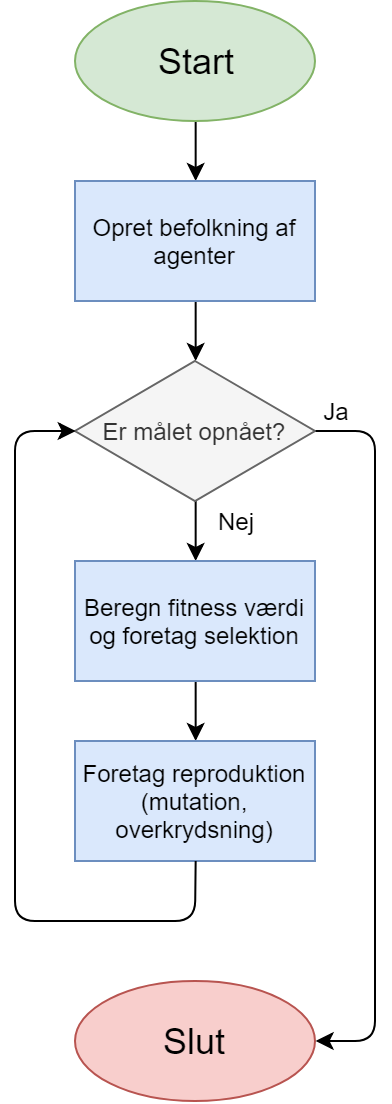 Start
Opret befolkning af
agenter
Er målet opnået?
Ja
Nej
Beregn fitness værdi
og foretag selektion
Foretag reproduktion
(mutation,
overkrydsning)
Slut